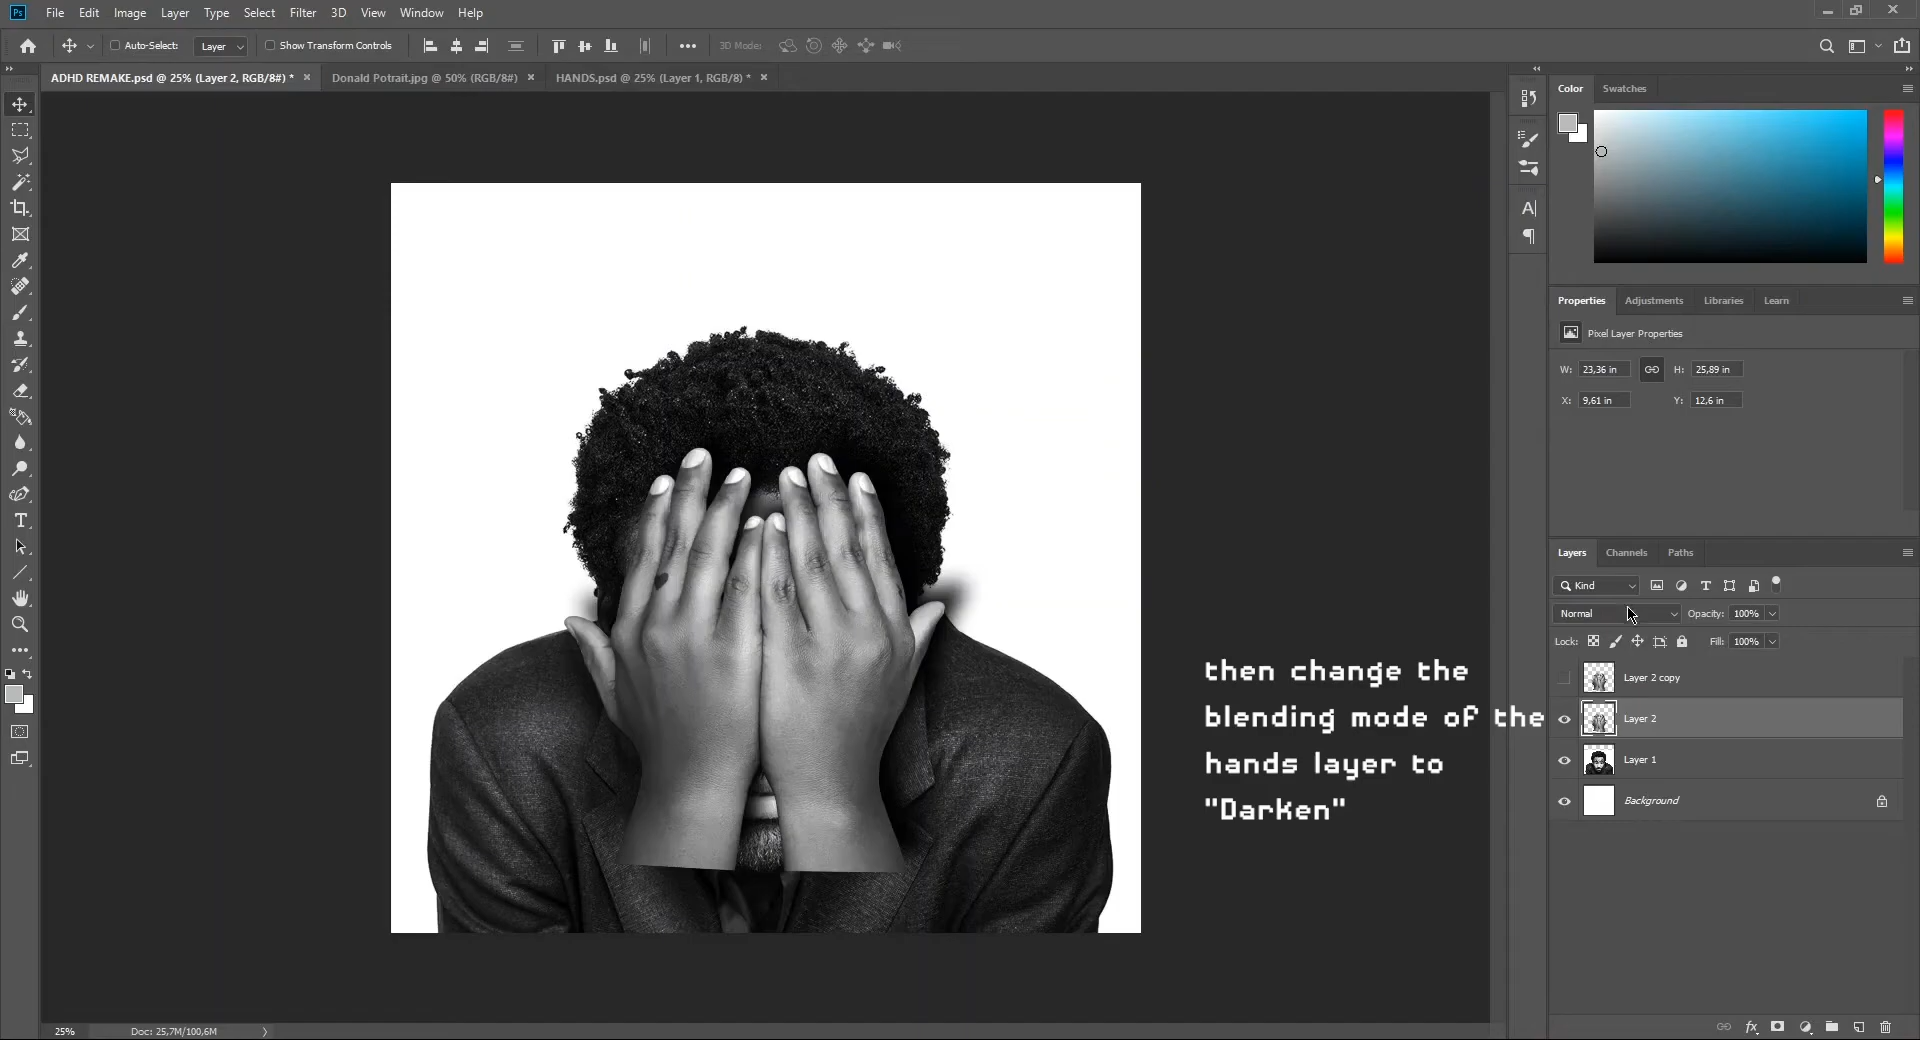 Ps File Edit Image Layer Type Select Filter 3D View Window Help
Auto-Select: Layer Show Transform Controls 3D Mode:
ADHD REMAKE.psd @ 25% (Layer 2, RGB/8#) * Donald Potrait.jpg @ 50% (RGB/8#) HANDS.psd @ 25% (Layer 1, RGB/8) *
Color Swatches
Properties Adjustments Libraries Learn
Pixel Layer Properties
W: 23,36 in H: 25,89 in
X: 9,61 in Y: 12,6 in
Layers Channels Paths
Kind
Normal Opacity: 100%
Lock: Fill: 100%
Layer 2 copy
Layer 2
Layer 1
Background
then change the
blending mode of the
hands layer to
"Darken"
25% Doc: 25,7M/100,6M